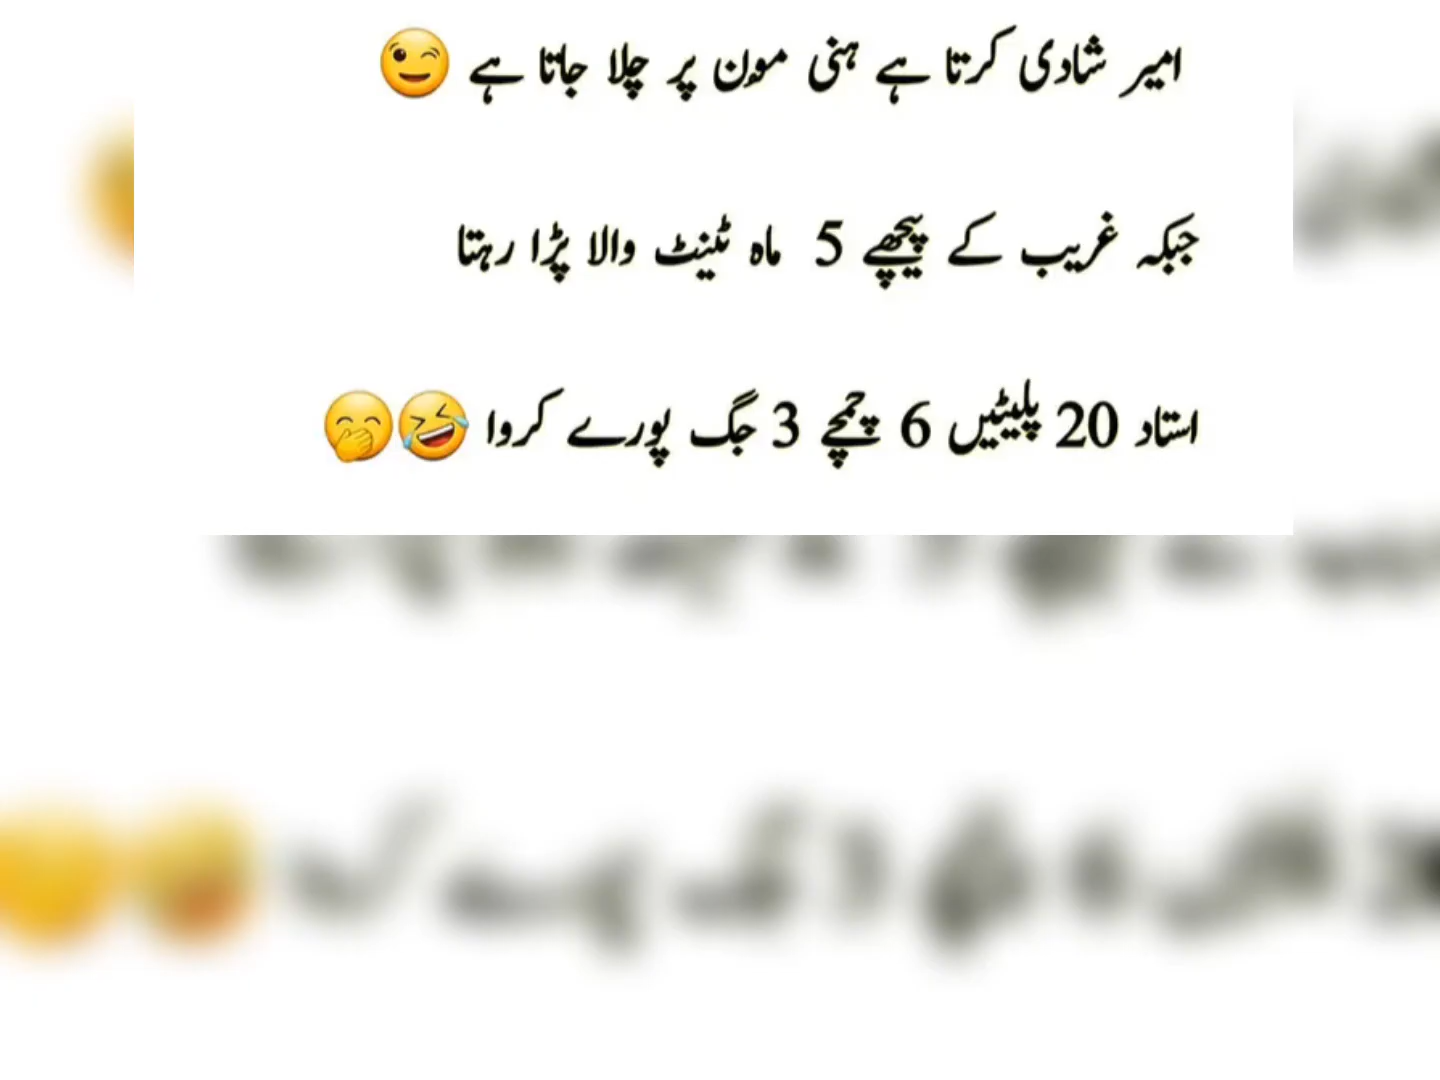 امیر شادی کرتا ہے ہنی مون پر چلا جاتا ہے 😉
جبکہ غریب کے پیچھے 5 ماہ ٹینٹ والا پڑا رہتا
استاد 20 پلیٹیں 6 چمچے 3 جگ پورے کروا 🤣🤭